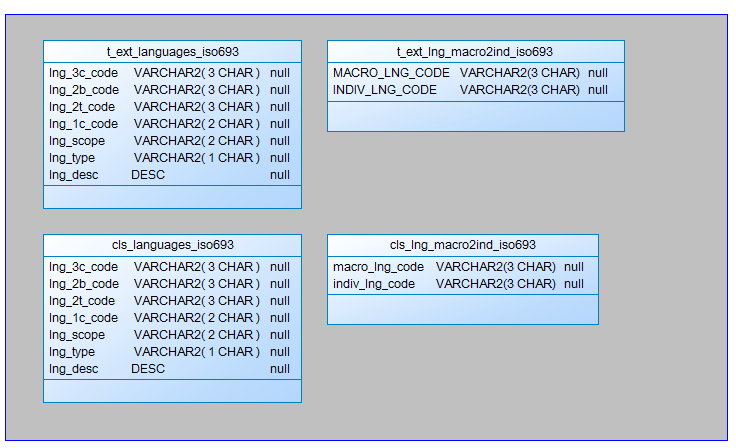 t_ext_languages_iso693
lng_3c_code VARCHAR2( 3 CHAR ) null
lng_2b_code VARCHAR2( 3 CHAR ) null
lng_2t_code VARCHAR2( 3 CHAR ) null
lng_1c_code VARCHAR2( 2 CHAR ) null
lng_scope VARCHAR2( 2 CHAR ) null
lng_type VARCHAR2( 1 CHAR ) null
lng_desc DESC null
t_ext_lng_macro2ind_iso693
MACRO_LNG_CODE VARCHAR2(3 CHAR) null
INDIV_LNG_CODE VARCHAR2(3 CHAR) null
cls_languages_iso693
lng_3c_code VARCHAR2( 3 CHAR ) null
lng_2b_code VARCHAR2( 3 CHAR ) null
lng_2t_code VARCHAR2( 3 CHAR ) null
lng_1c_code VARCHAR2( 2 CHAR ) null
lng_scope VARCHAR2( 2 CHAR ) null
lng_type VARCHAR2( 1 CHAR ) null
lng_desc DESC null
cls_lng_macro2ind_iso693
macro_lng_code VARCHAR2(3 CHAR) null
indiv_lng_code VARCHAR2(3 CHAR) null